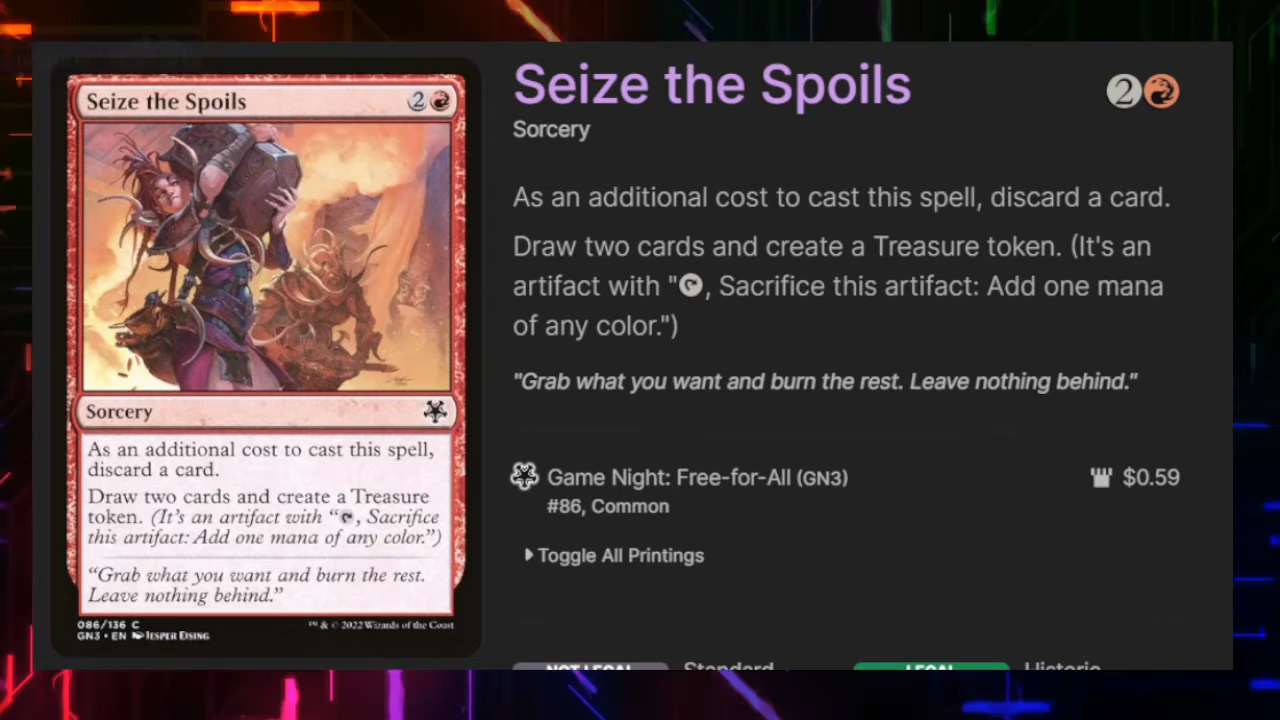 Seize the Spoils 2
Sorcery
As an additional cost to cast this spell,
discard a card.
Draw two cards and create a Treasure
token. (It's an artifact with “, Sacrifice
this artifact: Add one mana of any color.”)
“Grab what you want and burn the rest.
Leave nothing behind.”
086/136 C
GN3 • EN JESPER EJSING
™ & © 2022 Wizards of the Coast
Seize the Spoils 2
Sorcery
As an additional cost to cast this spell, discard a card.
Draw two cards and create a Treasure token. (It's an
artifact with ", Sacrifice this artifact: Add one mana
of any color.")
"Grab what you want and burn the rest. Leave nothing behind."
Game Night: Free-for-All (GN3) $0.59
#86, Common
Toggle All Printings
NOT LEGAL Standard LEGAL Historic